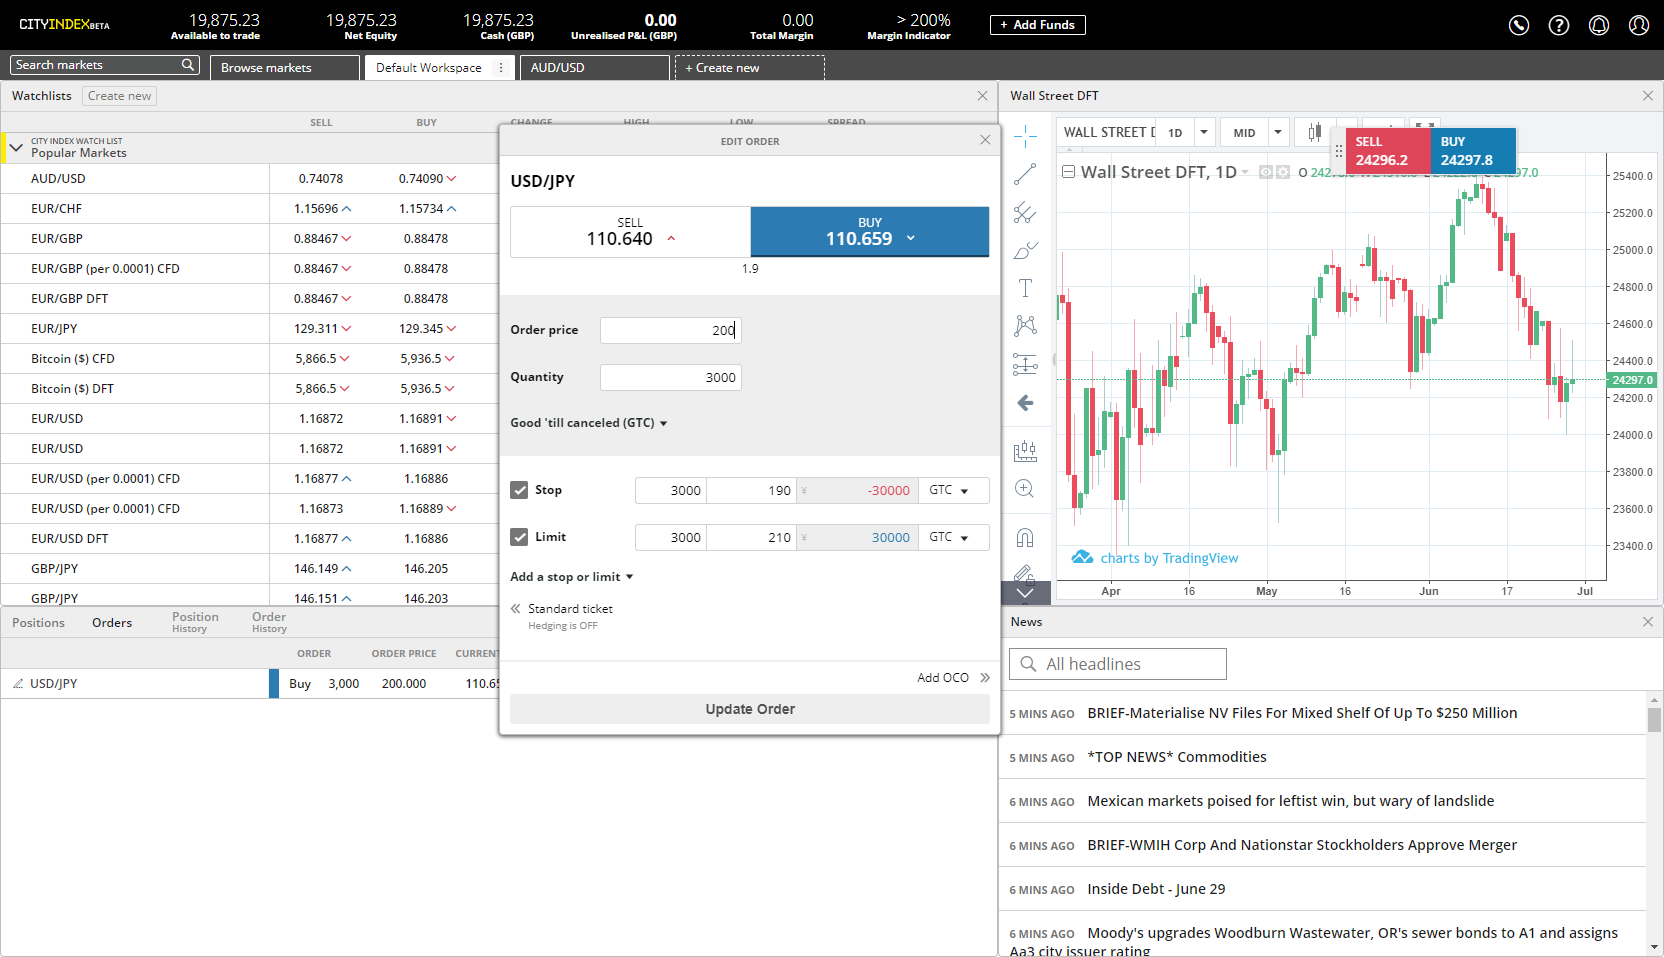 CITYINDEXBETA
19,875.23
Available to trade
19,875.23
Net Equity
19,875.23
Cash (GBP)
0.00
Unrealised P&L (GBP)
0.00
Total Margin
> 200%
Margin Indicator
+ Add Funds
Search markets
Browse markets
Default Workspace
AUD/USD
+ Create new
Watchlists Create new
SELL BUY CHANGE HIGH LOW SPREAD
CITY INDEX WATCH LIST
Popular Markets
AUD/USD 0.74078 0.74090
EUR/CHF 1.15696 1.15734
EUR/GBP 0.88467 0.88478
EUR/GBP (per 0.0001) CFD 0.88467 0.88478
EUR/GBP DFT 0.88467 0.88478
EUR/JPY 129.311 129.345
Bitcoin ($) CFD 5,866.5 5,936.5
Bitcoin ($) DFT 5,866.5 5,936.5
EUR/USD 1.16872 1.16891
EUR/USD 1.16872 1.16891
EUR/USD (per 0.0001) CFD 1.16877 1.16886
EUR/USD (per 0.0001) CFD 1.16873 1.16889
EUR/USD DFT 1.16877 1.16886
GBP/JPY 146.149 146.205
GBP/JPY 146.151 146.203
Positions Orders Position History Order History
ORDER ORDER PRICE CURRENT
USD/JPY Buy 3,000 200.000
EDIT ORDER
USD/JPY
SELL
110.640
BUY
110.659
1.9
Order price 200
Quantity 3000
Good 'till canceled (GTC)
Stop 3000 190 ¥ -30000 GTC
Limit 3000 210 ¥ 30000 GTC
Add a stop or limit
Standard ticket
Hedging is OFF
Add OCO
Update Order
Wall Street DFT
WALL STREET 1D MID
SELL
24296.2
BUY
24297.8
Wall Street DFT, 1D
25400.0
25200.0
25000.0
24800.0
24600.0
24400.0
24297.0
24200.0
24000.0
23800.0
23600.0
23400.0
charts by TradingView
Apr 16 May 16 Jun 17 Jul
News
All headlines
5 MINS AGO BRIEF-Materialise NV Files For Mixed Shelf Of Up To $250 Million
5 MINS AGO *TOP NEWS* Commodities
6 MINS AGO Mexican markets poised for leftist win, but wary of landslide
6 MINS AGO BRIEF-WMIH Corp And Nationstar Stockholders Approve Merger
6 MINS AGO Inside Debt - June 29
6 MINS AGO Moody's upgrades Woodburn Wastewater, OR's sewer bonds to A1 and assigns
Aa3 city issuer rating